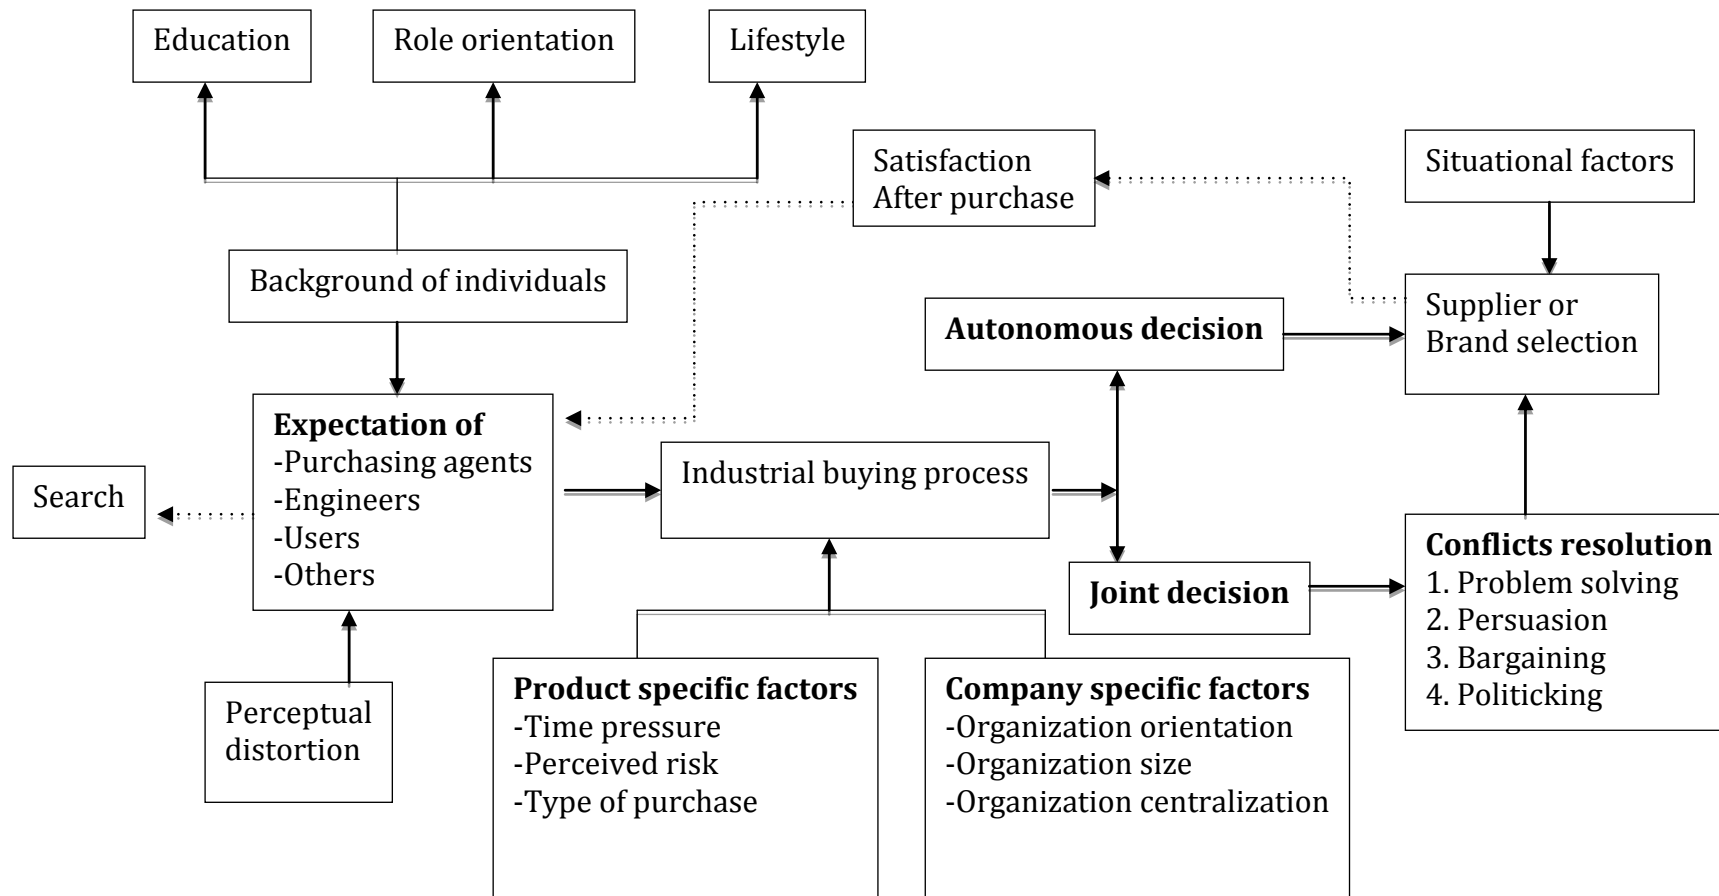 Education
Role orientation
Lifestyle
Satisfaction
After purchase
Situational factors
Background of individuals
Autonomous decision
Supplier or
Brand selection
Expectation of
-Purchasing agents
-Engineers
-Users
-Others
Search
Industrial buying process
Joint decision
Conflicts resolution
1. Problem solving
2. Persuasion
3. Bargaining
4. Politicking
Perceptual
distortion
Product specific factors
-Time pressure
-Perceived risk
-Type of purchase
Company specific factors
-Organization orientation
-Organization size
-Organization centralization